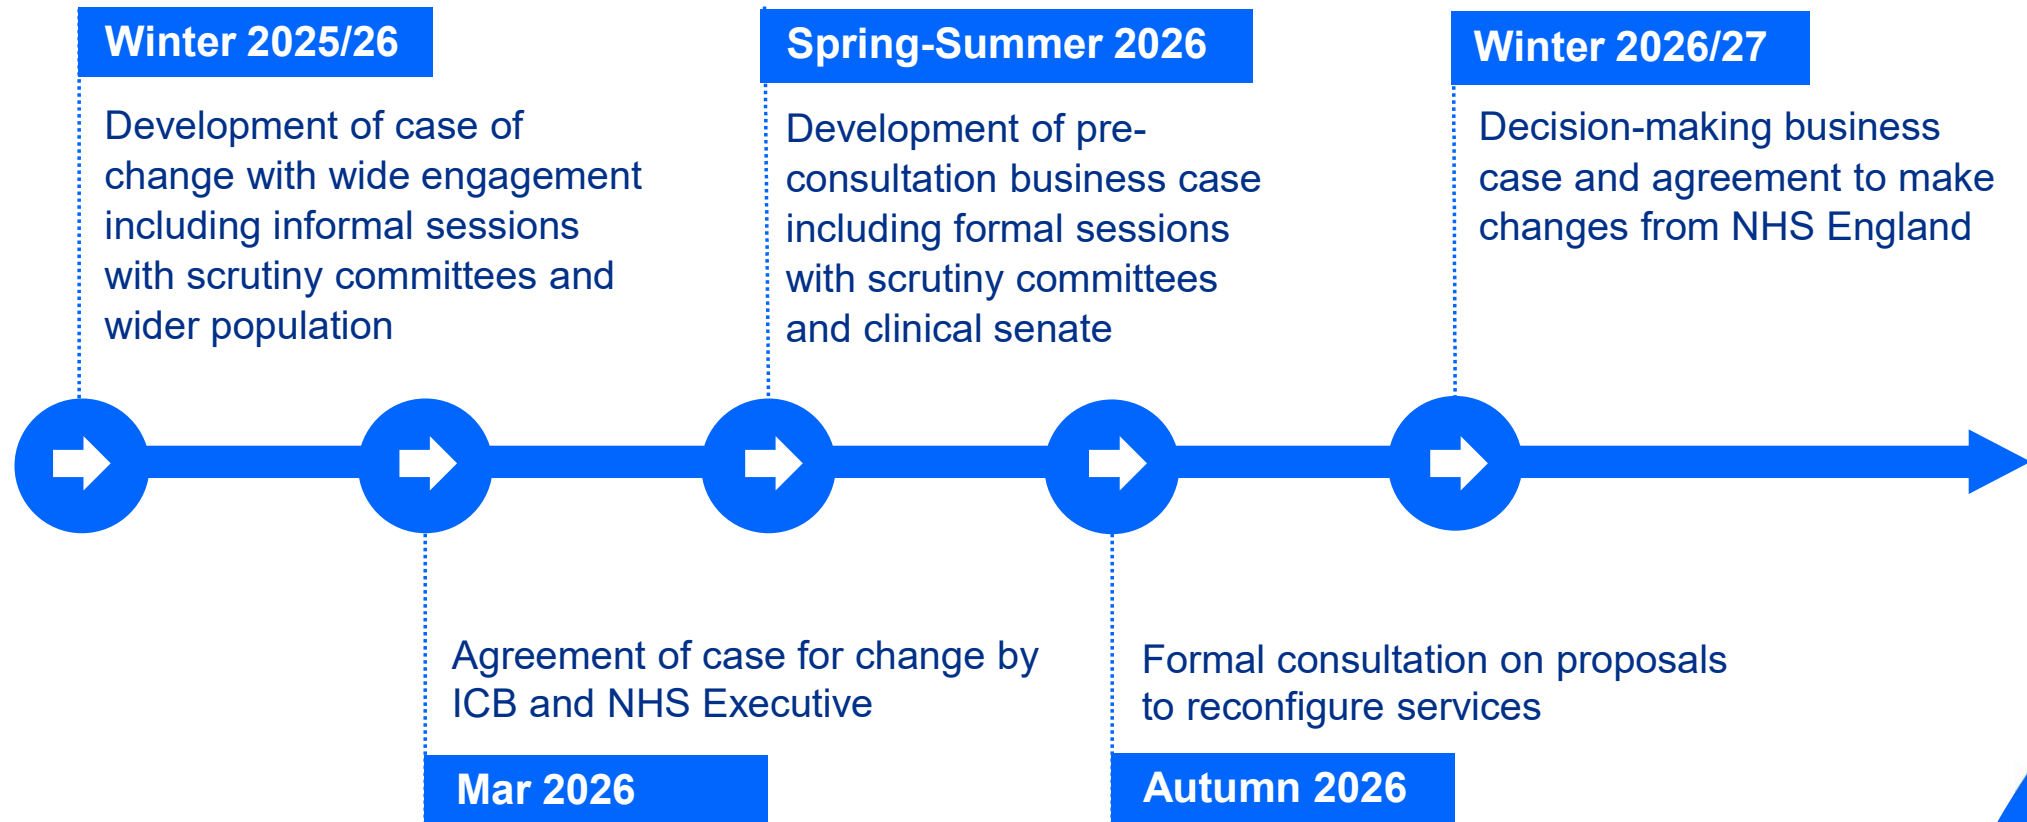 Winter 2025/26
Development of case of
change with wide engagement
including informal sessions
with scrutiny committees and
wider population
Mar 2026
Agreement of case for change by
ICB and NHS Executive
Spring-Summer 2026
Development of pre-
consultation business case
including formal sessions
with scrutiny committees
and clinical senate
Autumn 2026
Formal consultation on proposals
to reconfigure services
Winter 2026/27
Decision-making business
case and agreement to make
changes from NHS England